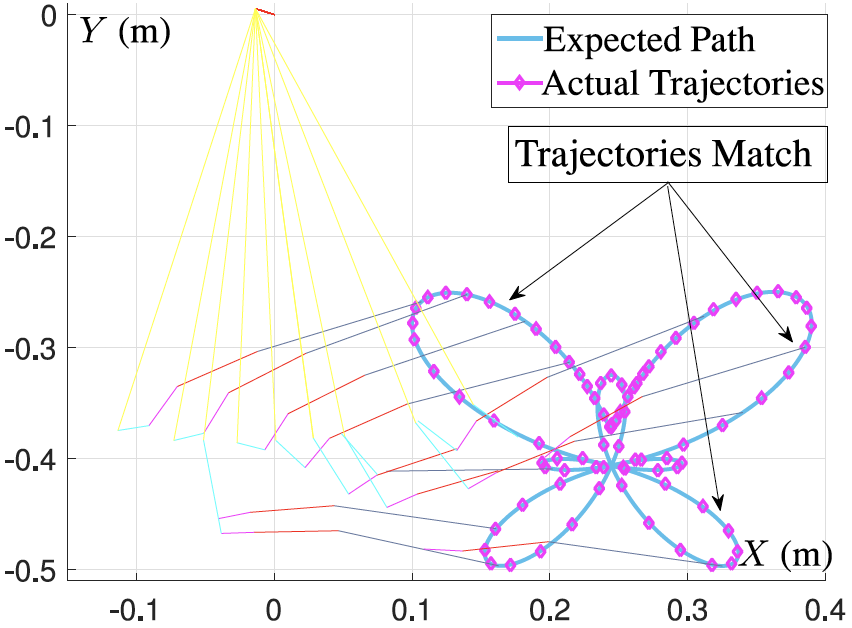 0
Y (m)
Expected Path
Actual Trajectories
-0.1
Trajectories Match
-0.2
-0.3
-0.4
-0.5
X (m)
-0.1 0 0.1 0.2 0.3 0.4